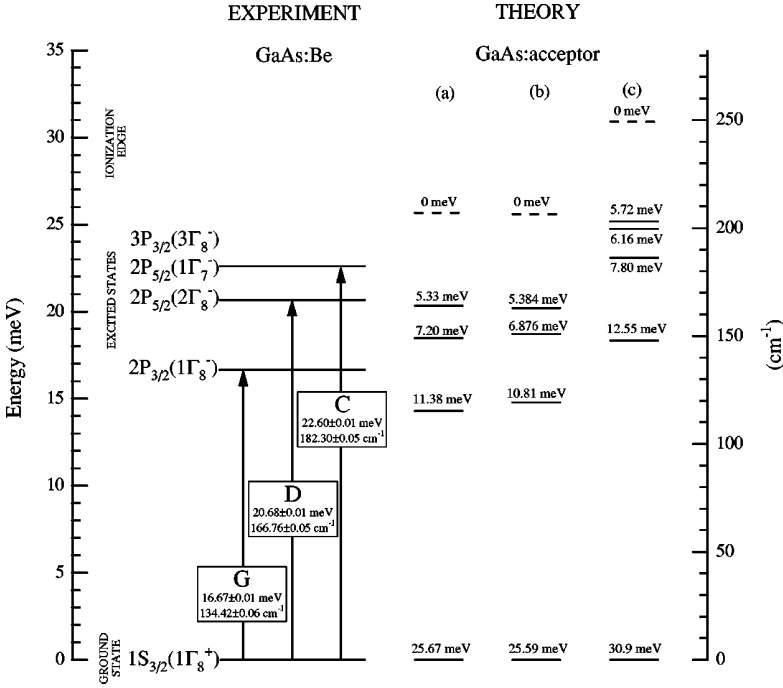 EXPERIMENT THEORY
GaAs:Be GaAs:acceptor
(a) (b) (c)
Energy (meV)
35
30
25
20
15
10
5
0
IONIZATION
EDGE
EXCITED STATES
GROUND
STATE
3P3/2(3Γ8-)
2P5/2(1Γ7-)
2P5/2(2Γ8-)
2P3/2(1Γ8-)
1S3/2(1Γ8+)
C
22.60±0.01 meV
182.30±0.05 cm-1
D
20.68±0.01 meV
166.76±0.05 cm-1
G
16.67±0.01 meV
134.42±0.06 cm-1
0 meV
5.33 meV
7.20 meV
11.38 meV
25.67 meV
0 meV
5.384 meV
6.876 meV
10.81 meV
25.59 meV
0 meV
5.72 meV
6.16 meV
7.80 meV
12.55 meV
30.9 meV
250
200
150
100
50
0
(cm-1)